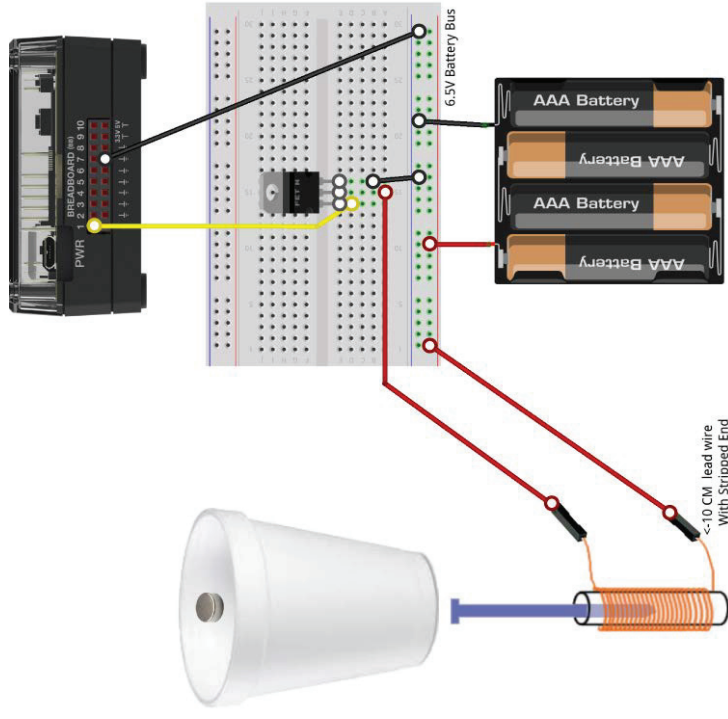 BREADBOARD (BB)
1 2 3 4 5 6 7 8 9 10
PWR
3.3V 5V
FET N
6.5V Battery Bus
AAA Battery
AAA Battery
AAA Battery
AAA Battery
<-10 CM lead wire
With Stripped End